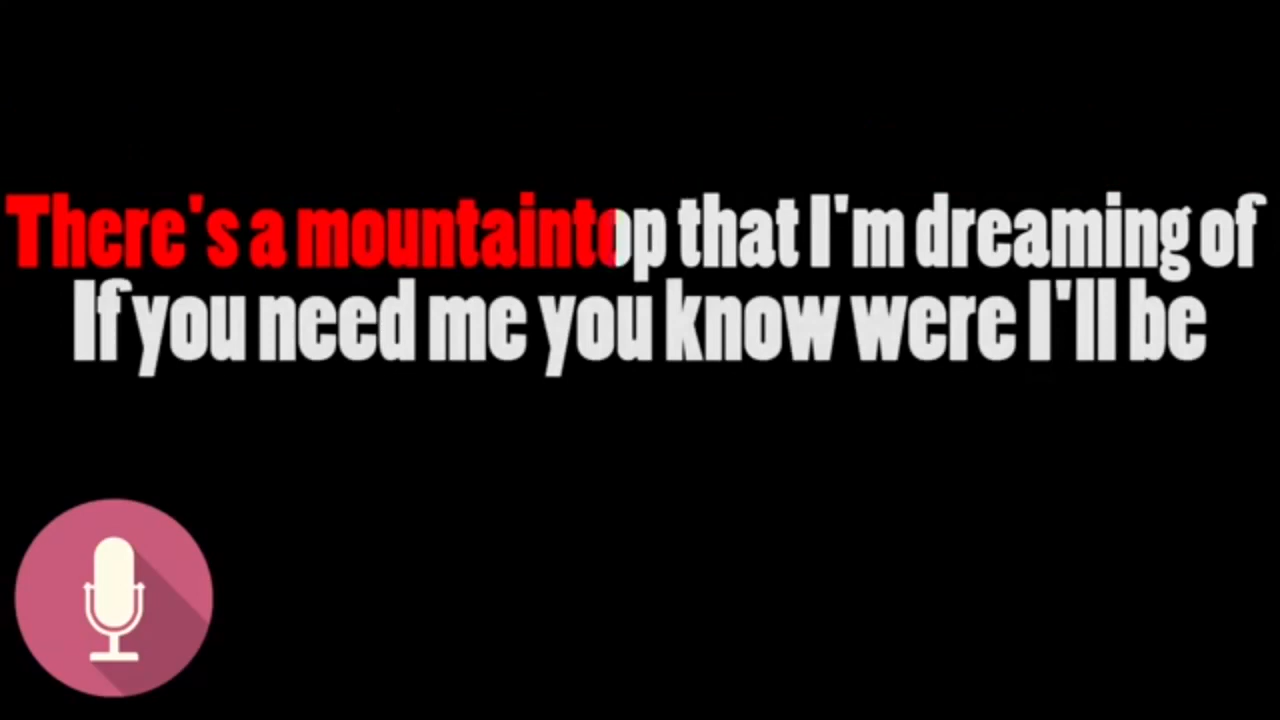 There's a mountaintop that I'm dreaming of
If you need me you know were I'll be